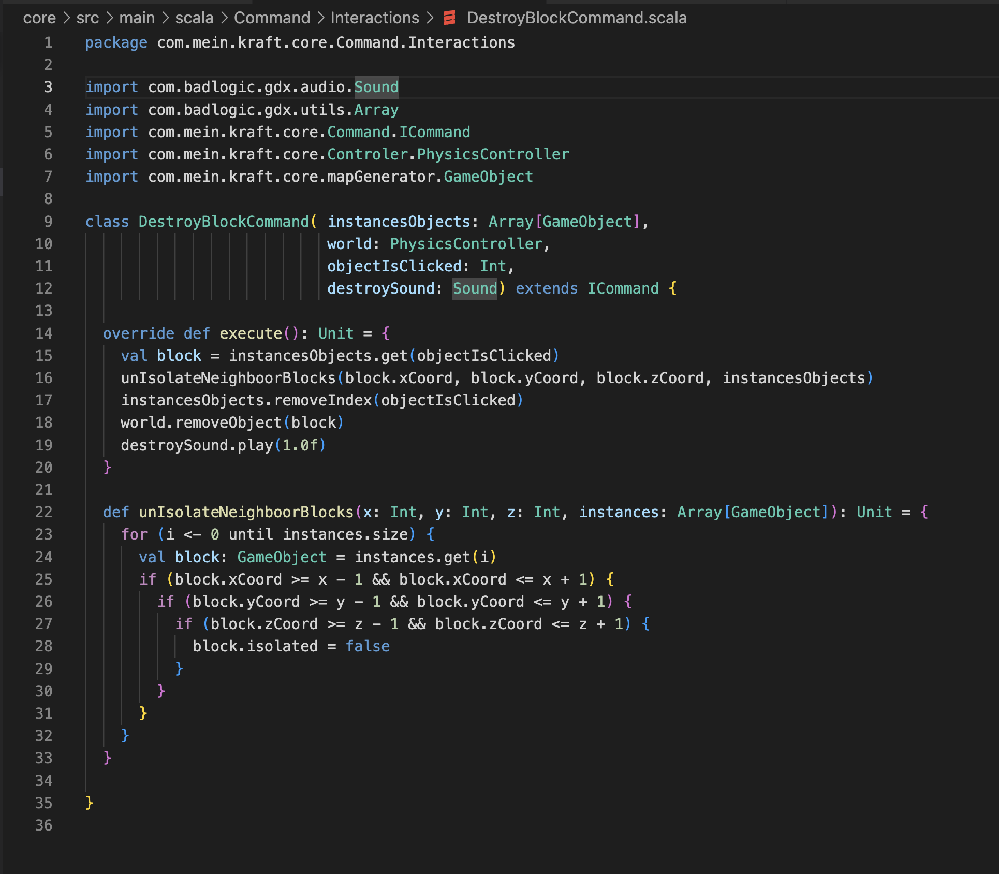 core > src > main > scala > Command > Interactions > DestroyBlockCommand.scala
1 package com.mein.kraft.core.Command.Interactions
2
3 import com.badlogic.gdx.audio.Sound
4 import com.badlogic.gdx.utils.Array
5 import com.mein.kraft.core.Command.ICommand
6 import com.mein.kraft.core.Controler.PhysicsController
7 import com.mein.kraft.core.mapGenerator.GameObject
8
9 class DestroyBlockCommand( instancesObjects: Array[GameObject],
10 world: PhysicsController,
11 objectIsClicked: Int,
12 destroySound: Sound) extends ICommand {
13
14 override def execute(): Unit = {
15 val block = instancesObjects.get(objectIsClicked)
16 unIsolateNeighboorBlocks(block.xCoord, block.yCoord, block.zCoord, instancesObjects)
17 instancesObjects.removeIndex(objectIsClicked)
18 world.removeObject(block)
19 destroySound.play(1.0f)
20 }
21
22 def unIsolateNeighboorBlocks(x: Int, y: Int, z: Int, instances: Array[GameObject]): Unit = {
23 for (i <- 0 until instances.size) {
24 val block: GameObject = instances.get(i)
25 if (block.xCoord >= x - 1 && block.xCoord <= x + 1) {
26 if (block.yCoord >= y - 1 && block.yCoord <= y + 1) {
27 if (block.zCoord >= z - 1 && block.zCoord <= z + 1) {
28 block.isolated = false
29 }
30 }
31 }
32 }
33 }
34
35 }
36